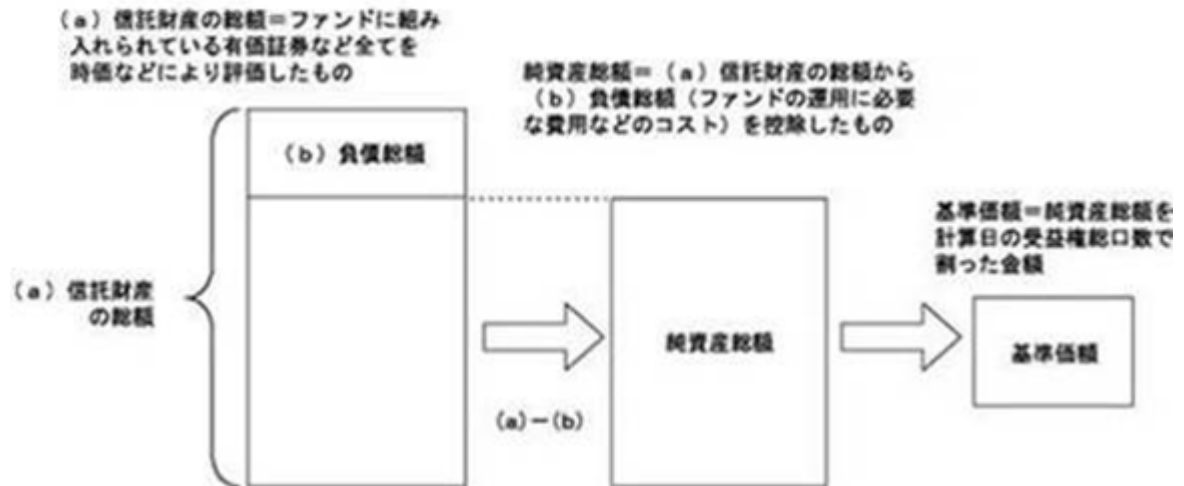 (a)信託財産の総額=ファンドに組み
入れられている有価証券など全てを
時価などにより評価したもの
純資産総額=(a)信託財産の総額から
(b)負債総額(ファンドの運用に必要
な費用などのコスト)を控除したもの
(b)負債総額
基準価額=純資産総額を
計算日の受益権総口数で
割った金額
(a)信託財産
の総額
純資産総額
基準価額
(a)-(b)